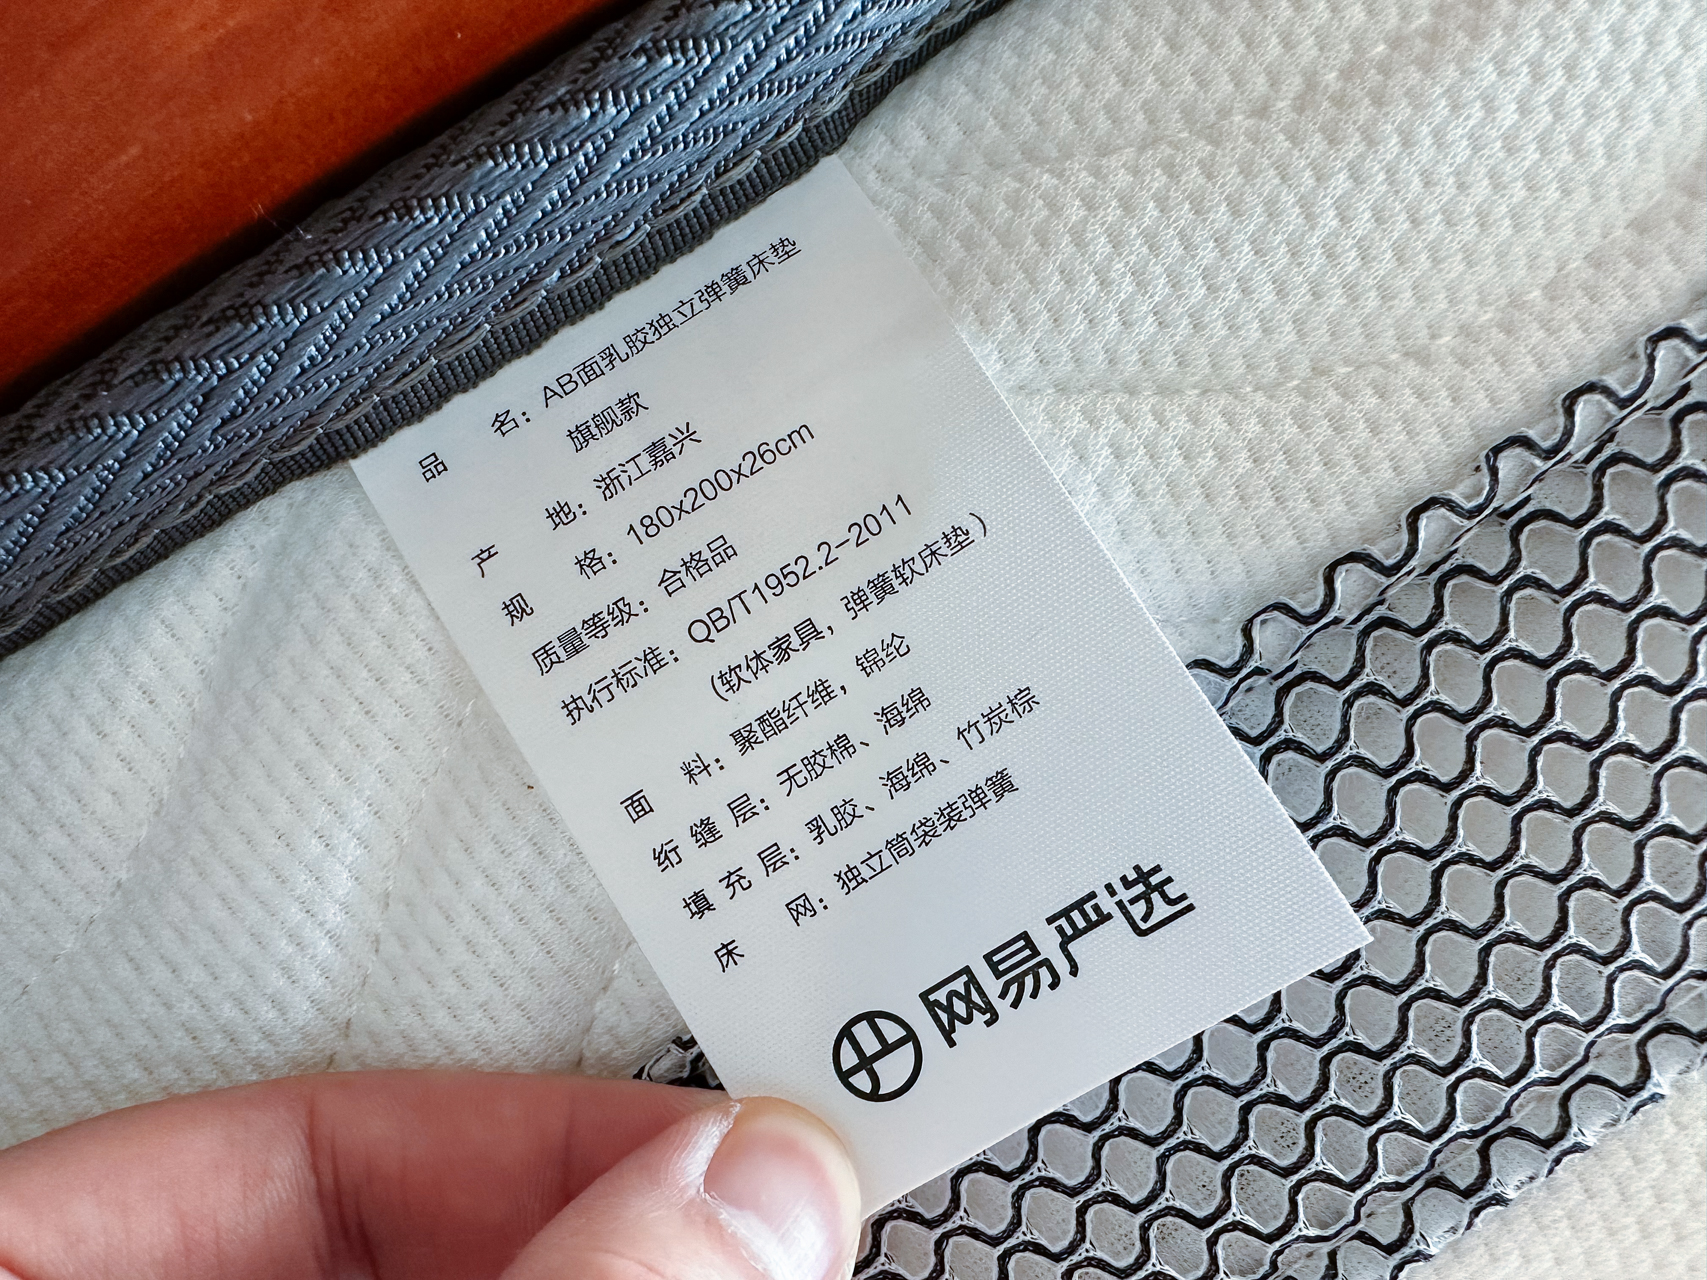 品名：AB面乳胶独立弹簧床垫
旗舰款
产地：浙江嘉兴
规格：180x200x26cm
质量等级：合格品
执行标准：QB/T1952.2-2011
（软体家具，弹簧软床垫）
面料：聚酯纤维，锦纶
绗缝层：无胶棉、海绵
填充层：乳胶、海绵、竹炭棕
床网：独立筒袋装弹簧
网易严选